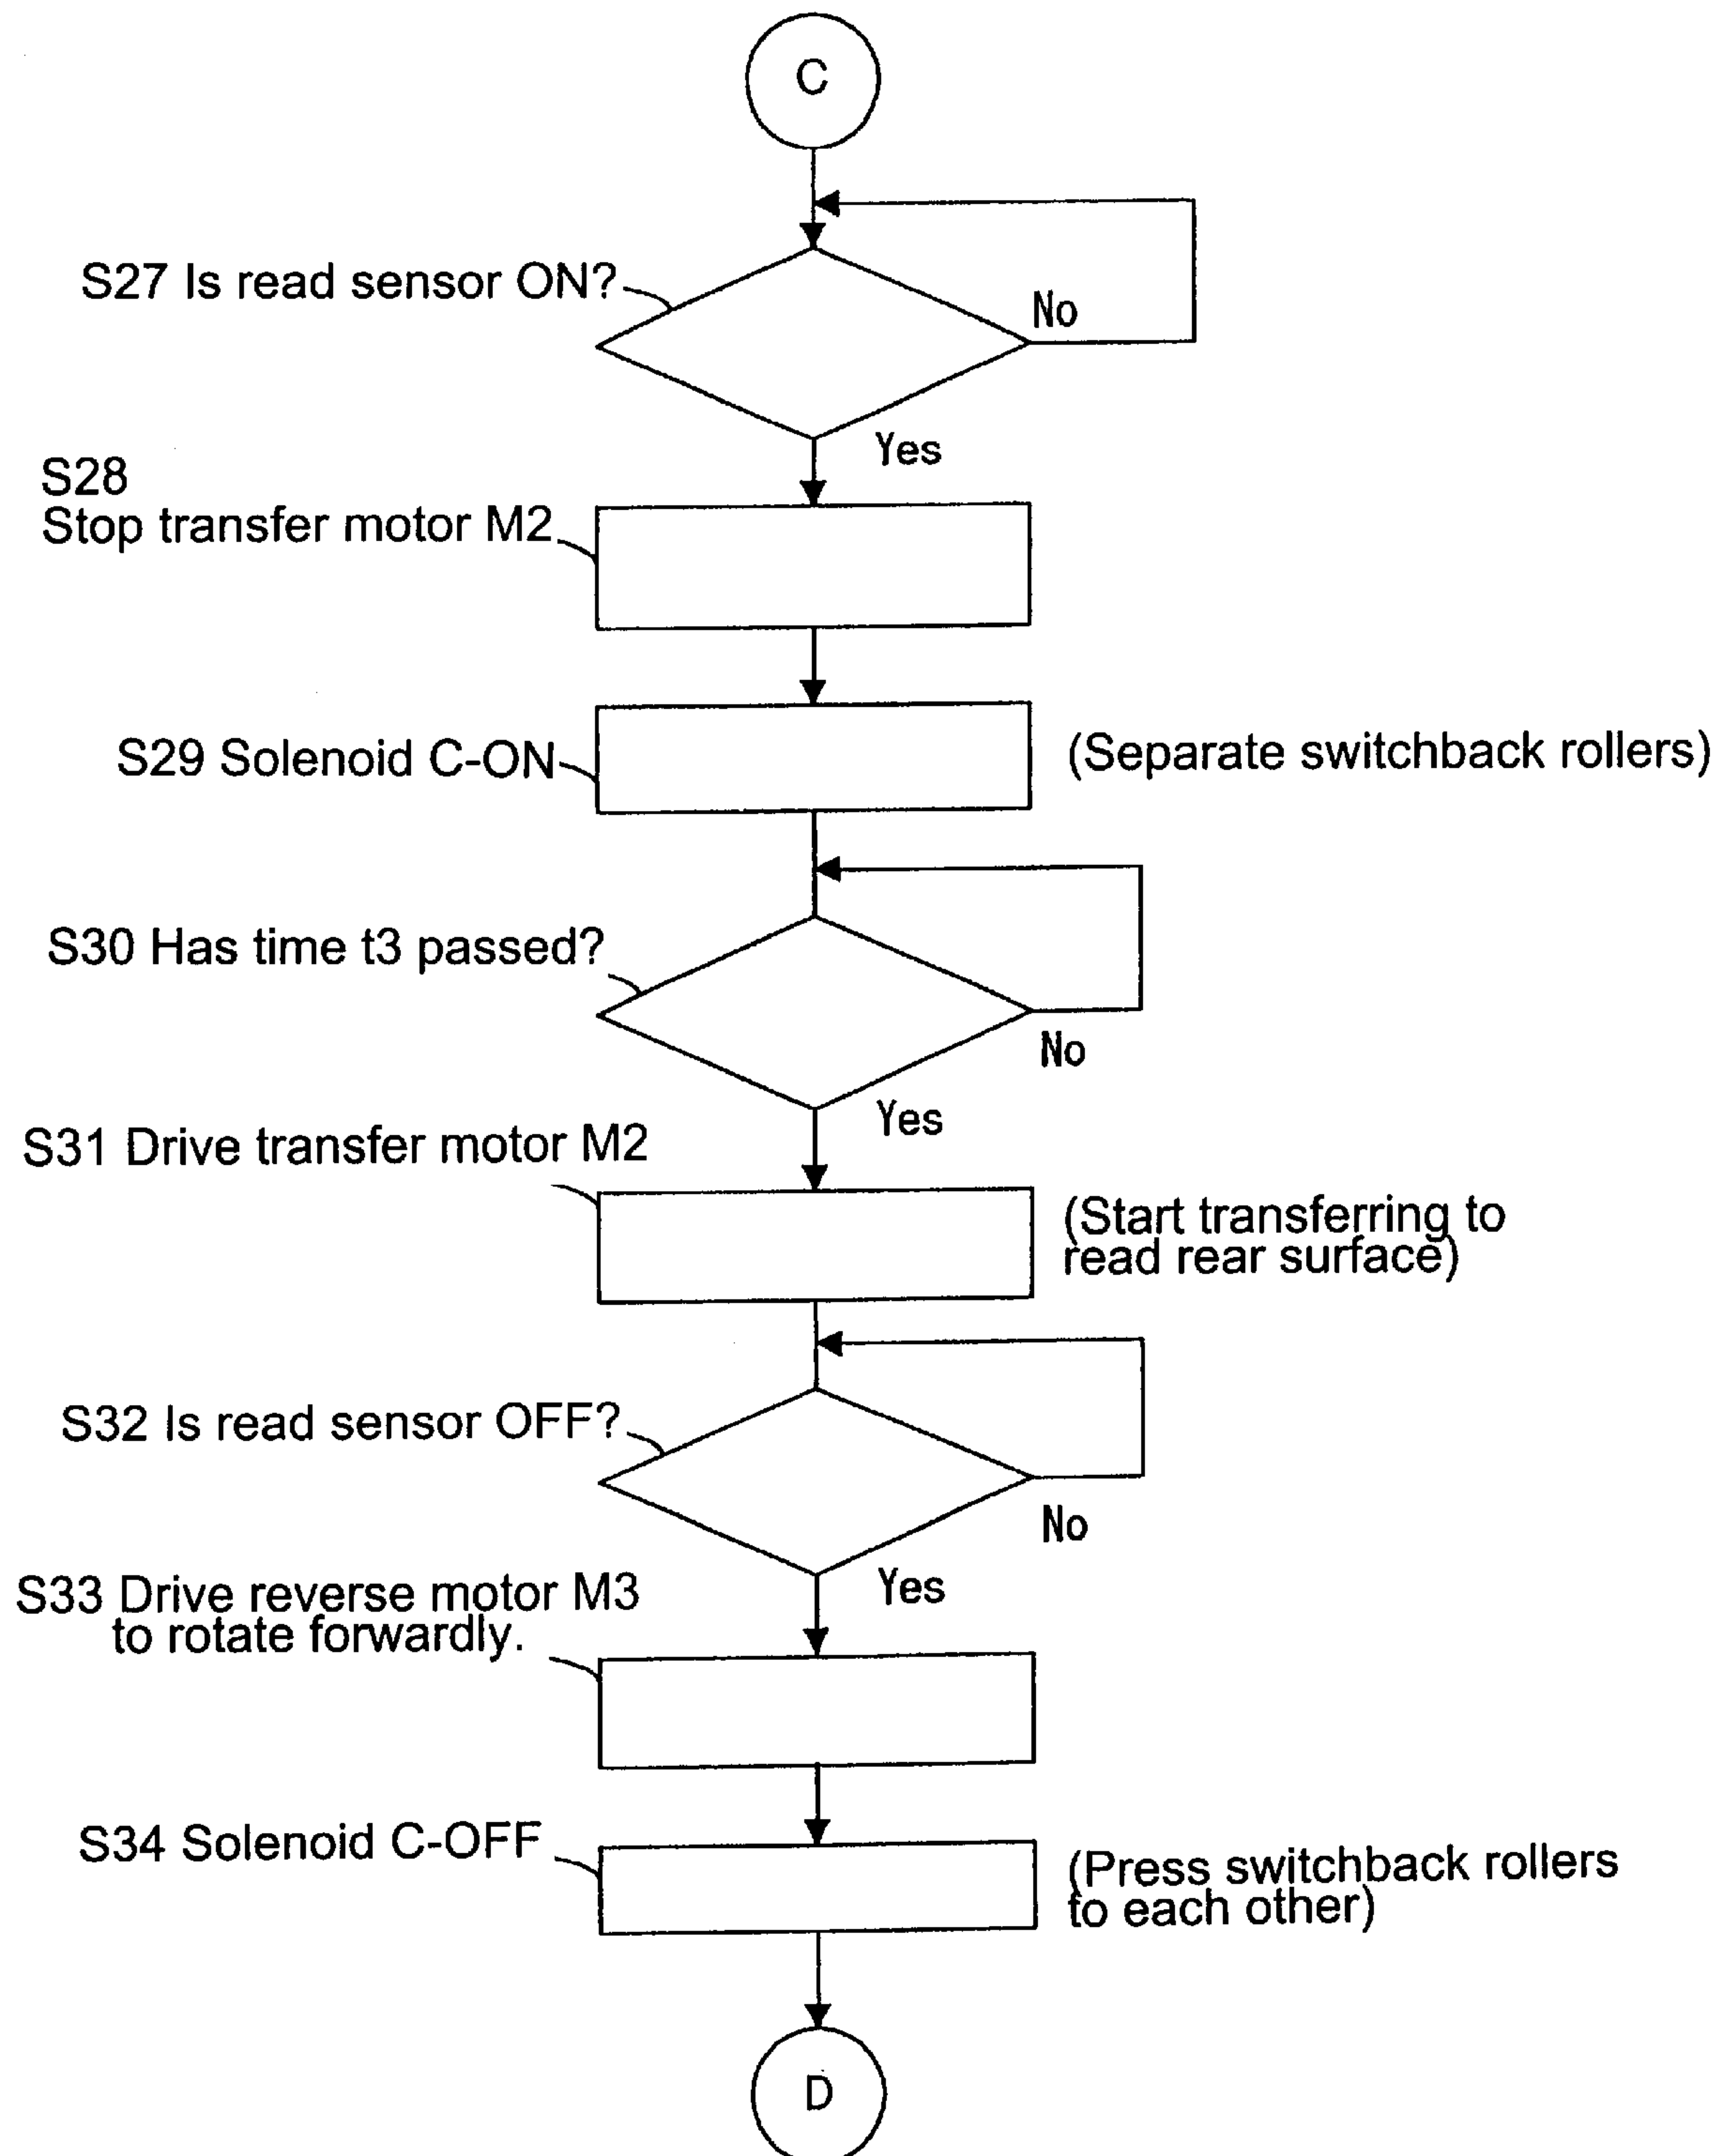 C
S27 Is read sensor ON?
No
Yes
S28
Stop transfer motor M2
S29 Solenoid C-ON
(Separate switchback rollers)
S30 Has time t3 passed?
No
Yes
S31 Drive transfer motor M2
(Start transferring to
read rear surface)
S32 Is read sensor OFF?
No
Yes
S33 Drive reverse motor M3
to rotate forwardly.
S34 Solenoid C-OFF
(Press switchback rollers
to each other)
D